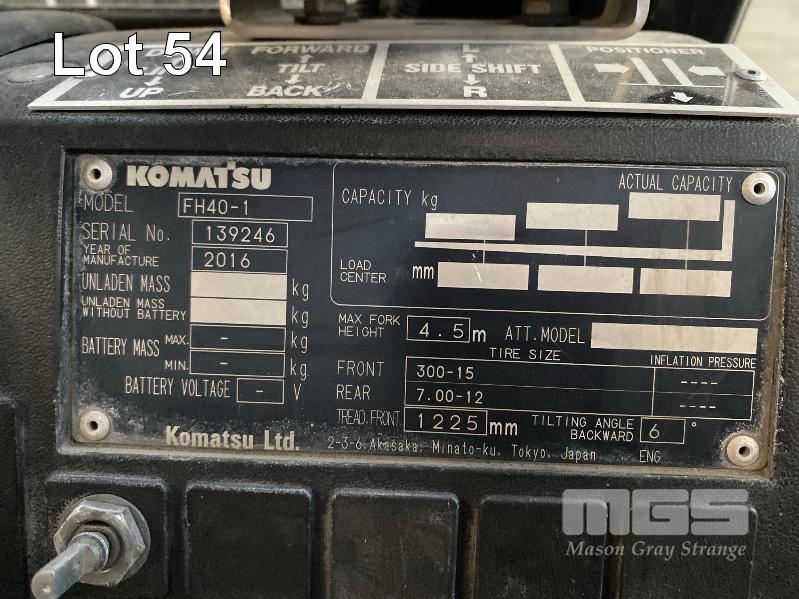 Lot 54
FORWARD
L
POSITIONER
TILT
SIDE SHIFT
UP
BACK
R
KOMATSU
MODEL FH40-1
SERIAL No. 139246
YEAR OF MANUFACTURE 2016
UNLADEN MASS kg
UNLADEN MASS WITHOUT BATTERY kg
BATTERY MASS MAX. - kg
MIN. - kg
BATTERY VOLTAGE - V
CAPACITY kg
ACTUAL CAPACITY
LOAD CENTER mm
MAX. FORK HEIGHT 4.5 m ATT. MODEL
TIRE SIZE INFLATION PRESSURE
FRONT 300-15 ----
REAR 7.00-12 ----
TREAD.FRONT 1225 mm TILTING ANGLE BACKWARD 6 °
Komatsu Ltd. 2-3-6, Akasaka, Minato-ku, Tokyo, Japan ENG
MGS
Mason Gray Strange